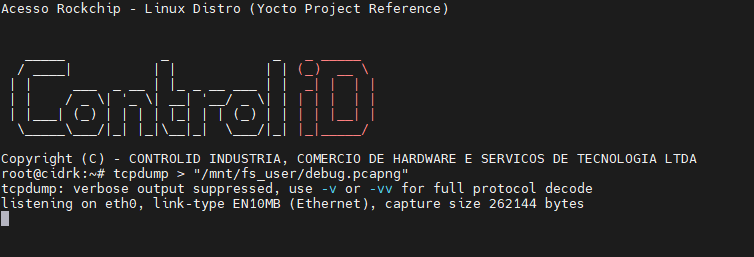 Acesso Rockchip - Linux Distro (Yocto Project Reference)
Control iD
Copyright (C) - CONTROLID INDUSTRIA, COMERCIO DE HARDWARE E SERVICOS DE TECNOLOGIA LTDA
root@cidrk:~# tcpdump > "/mnt/fs_user/debug.pcapng"
tcpdump: verbose output suppressed, use -v or -vv for full protocol decode
listening on eth0, link-type EN10MB (Ethernet), capture size 262144 bytes